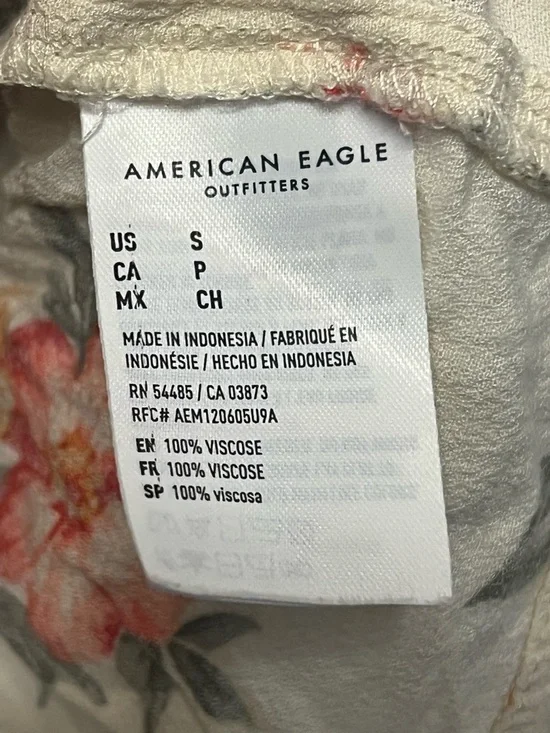 AMERICAN EAGLE
OUTFITTERS
US S
CA P
MX CH
MADE IN INDONESIA / FABRIQUÉ EN
INDONÉSIE / HECHO EN INDONESIA
RN 54485 / CA 03873
RFC# AEM120605U9A
EN 100% VISCOSE
FR 100% VISCOSE
SP 100% viscosa